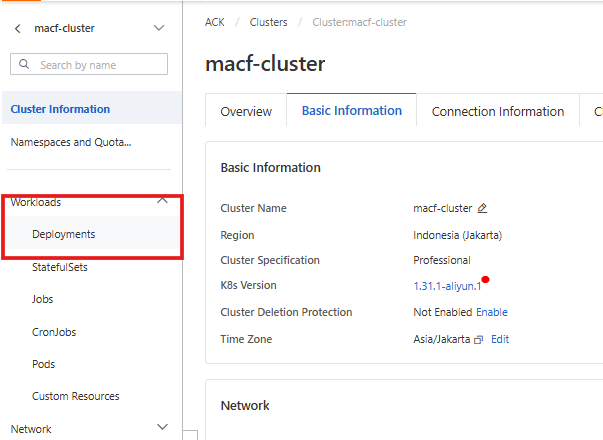 macf-cluster
Search by name
Cluster Information
Namespaces and Quota...
Workloads
Deployments
StatefulSets
Jobs
CronJobs
Pods
Custom Resources
Network
ACK / Clusters / Cluster:macf-cluster
macf-cluster
Overview Basic Information Connection Information C
Basic Information
Cluster Name macf-cluster
Region Indonesia (Jakarta)
Cluster Specification Professional
K8s Version 1.31.1-aliyun.1
Cluster Deletion Protection Not Enabled Enable
Time Zone Asia/Jakarta Edit
Network